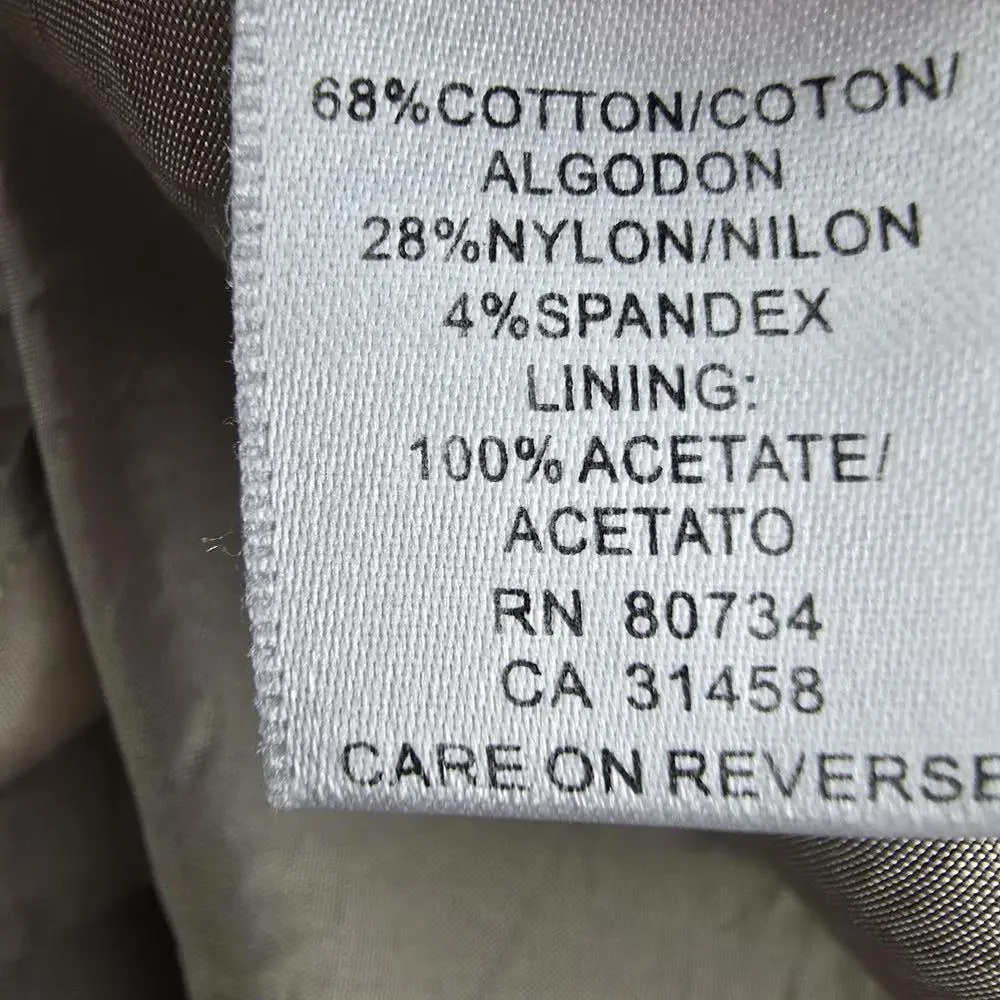 68%COTTON/COTON/
ALGODON
28%NYLON/NILON
4%SPANDEX
LINING:
100% ACETATE/
ACETATO
RN 80734
CA 31458
CARE ON REVERSE